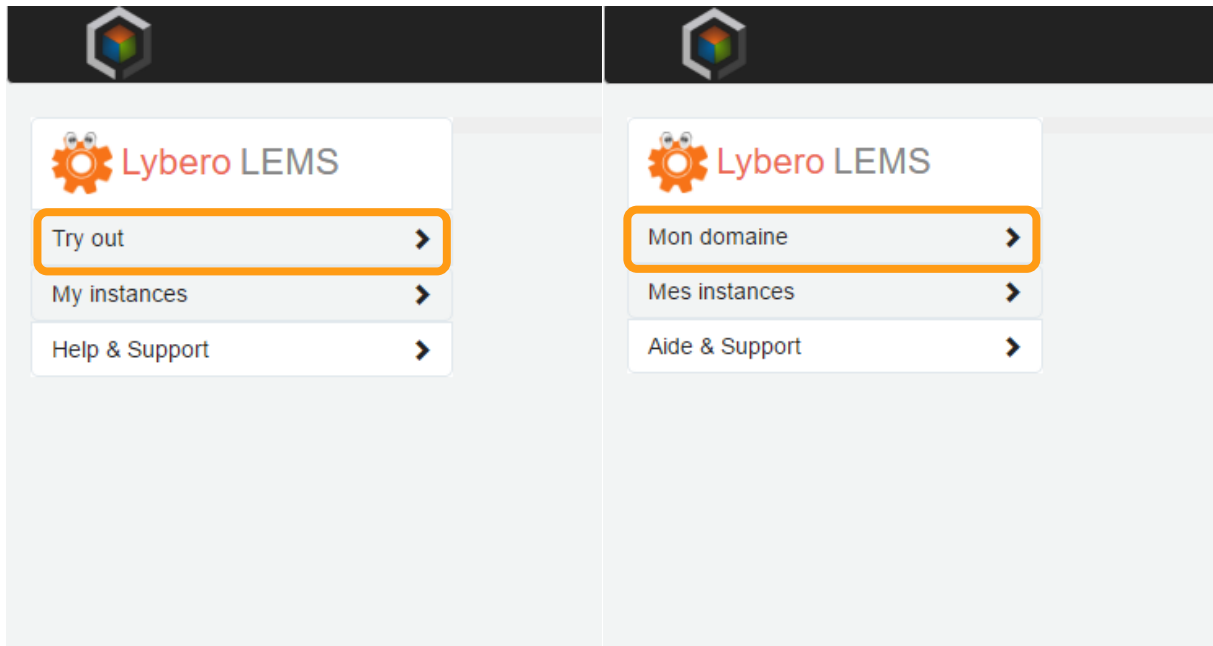 Lybero LEMS
Try out
My instances
Help & Support
Lybero LEMS
Mon domaine
Mes instances
Aide & Support